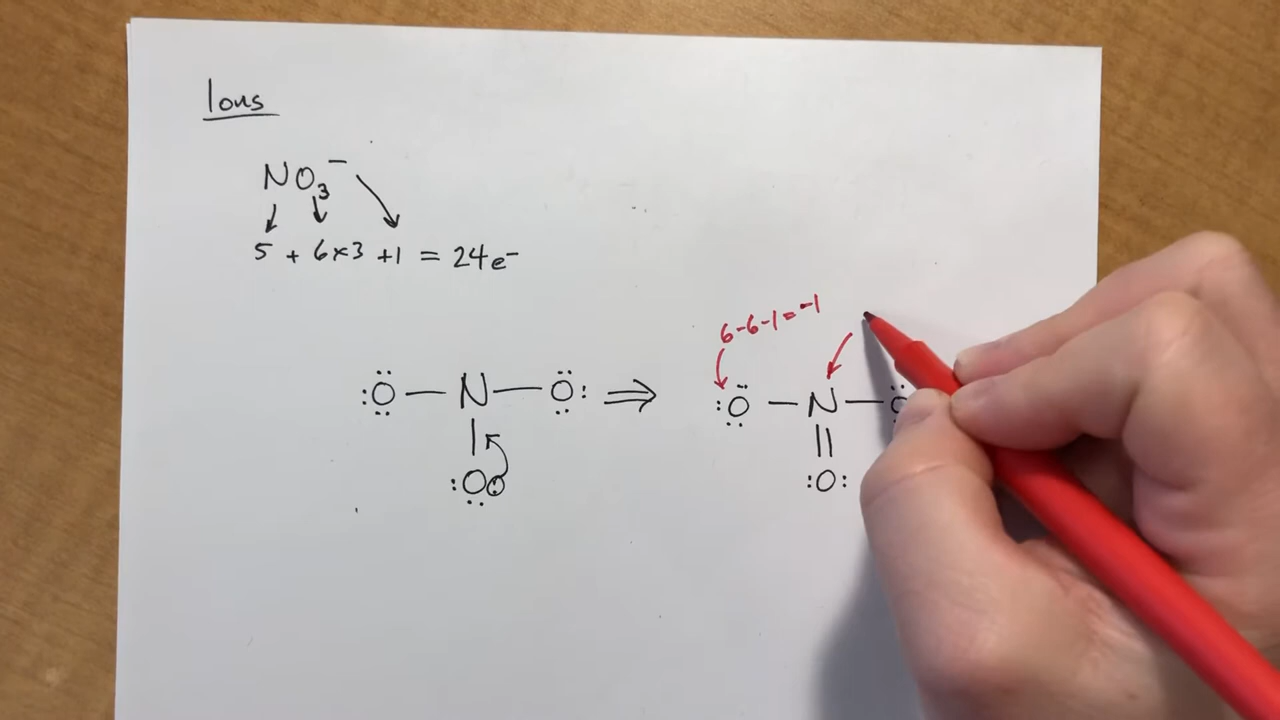 Ions
NO₃⁻
5 + 6×3 +1 = 24e⁻
6-6-1=-1
:Ö — N — Ö: ⇒ :Ö — N — O
:O: :O: